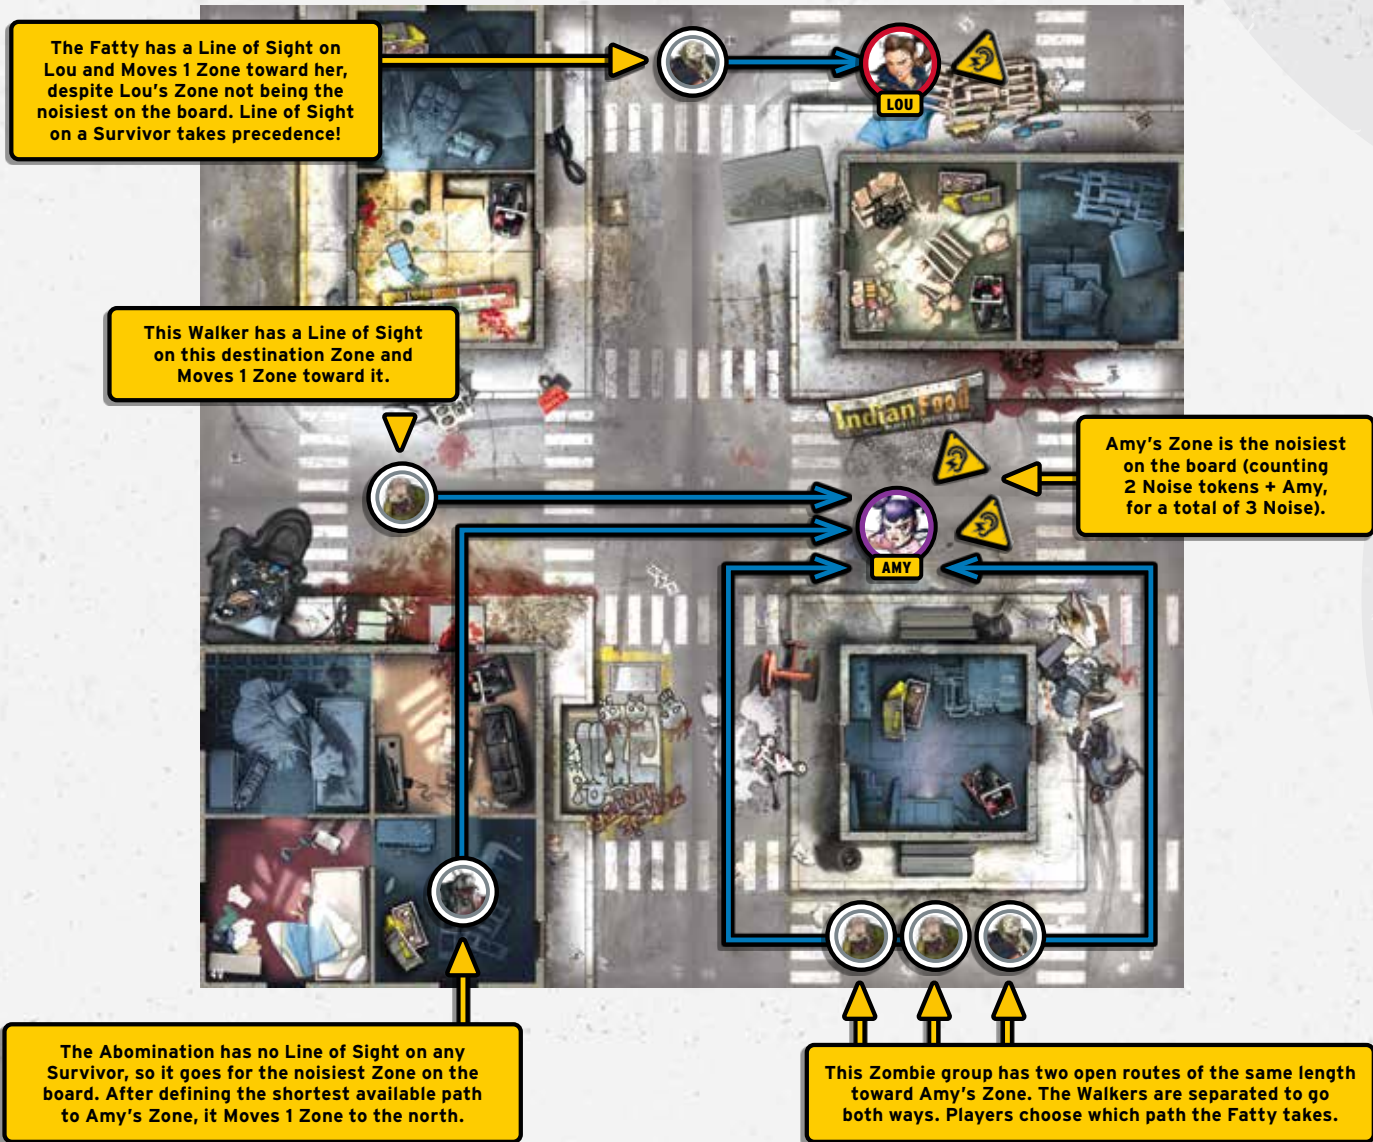 The Fatty has a Line of Sight on
Lou and Moves 1 Zone toward her,
despite Lou's Zone not being the
noisiest on the board. Line of Sight
on a Survivor takes precedence!
LOU
This Walker has a Line of Sight
on this destination Zone and
Moves 1 Zone toward it.
Indian Food
Amy's Zone is the noisiest
on the board (counting
2 Noise tokens + Amy,
for a total of 3 Noise).
AMY
The Abomination has no Line of Sight on any
Survivor, so it goes for the noisiest Zone on the
board. After defining the shortest available path
to Amy's Zone, it Moves 1 Zone to the north.
This Zombie group has two open routes of the same length
toward Amy's Zone. The Walkers are separated to go
both ways. Players choose which path the Fatty takes.